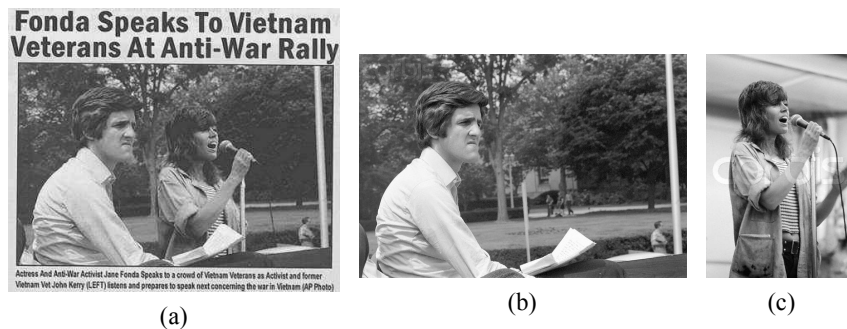 Fonda Speaks To Vietnam
Veterans At Anti-War Rally
Actress And Anti-War Activist Jane Fonda Speaks to a crowd of Vietnam Veterans as Activist and former
Vietnam Vet John Kerry (LEFT) listens and prepares to speak next concerning the war in Vietnam (AP Photo)
(a)
(b)
(c)